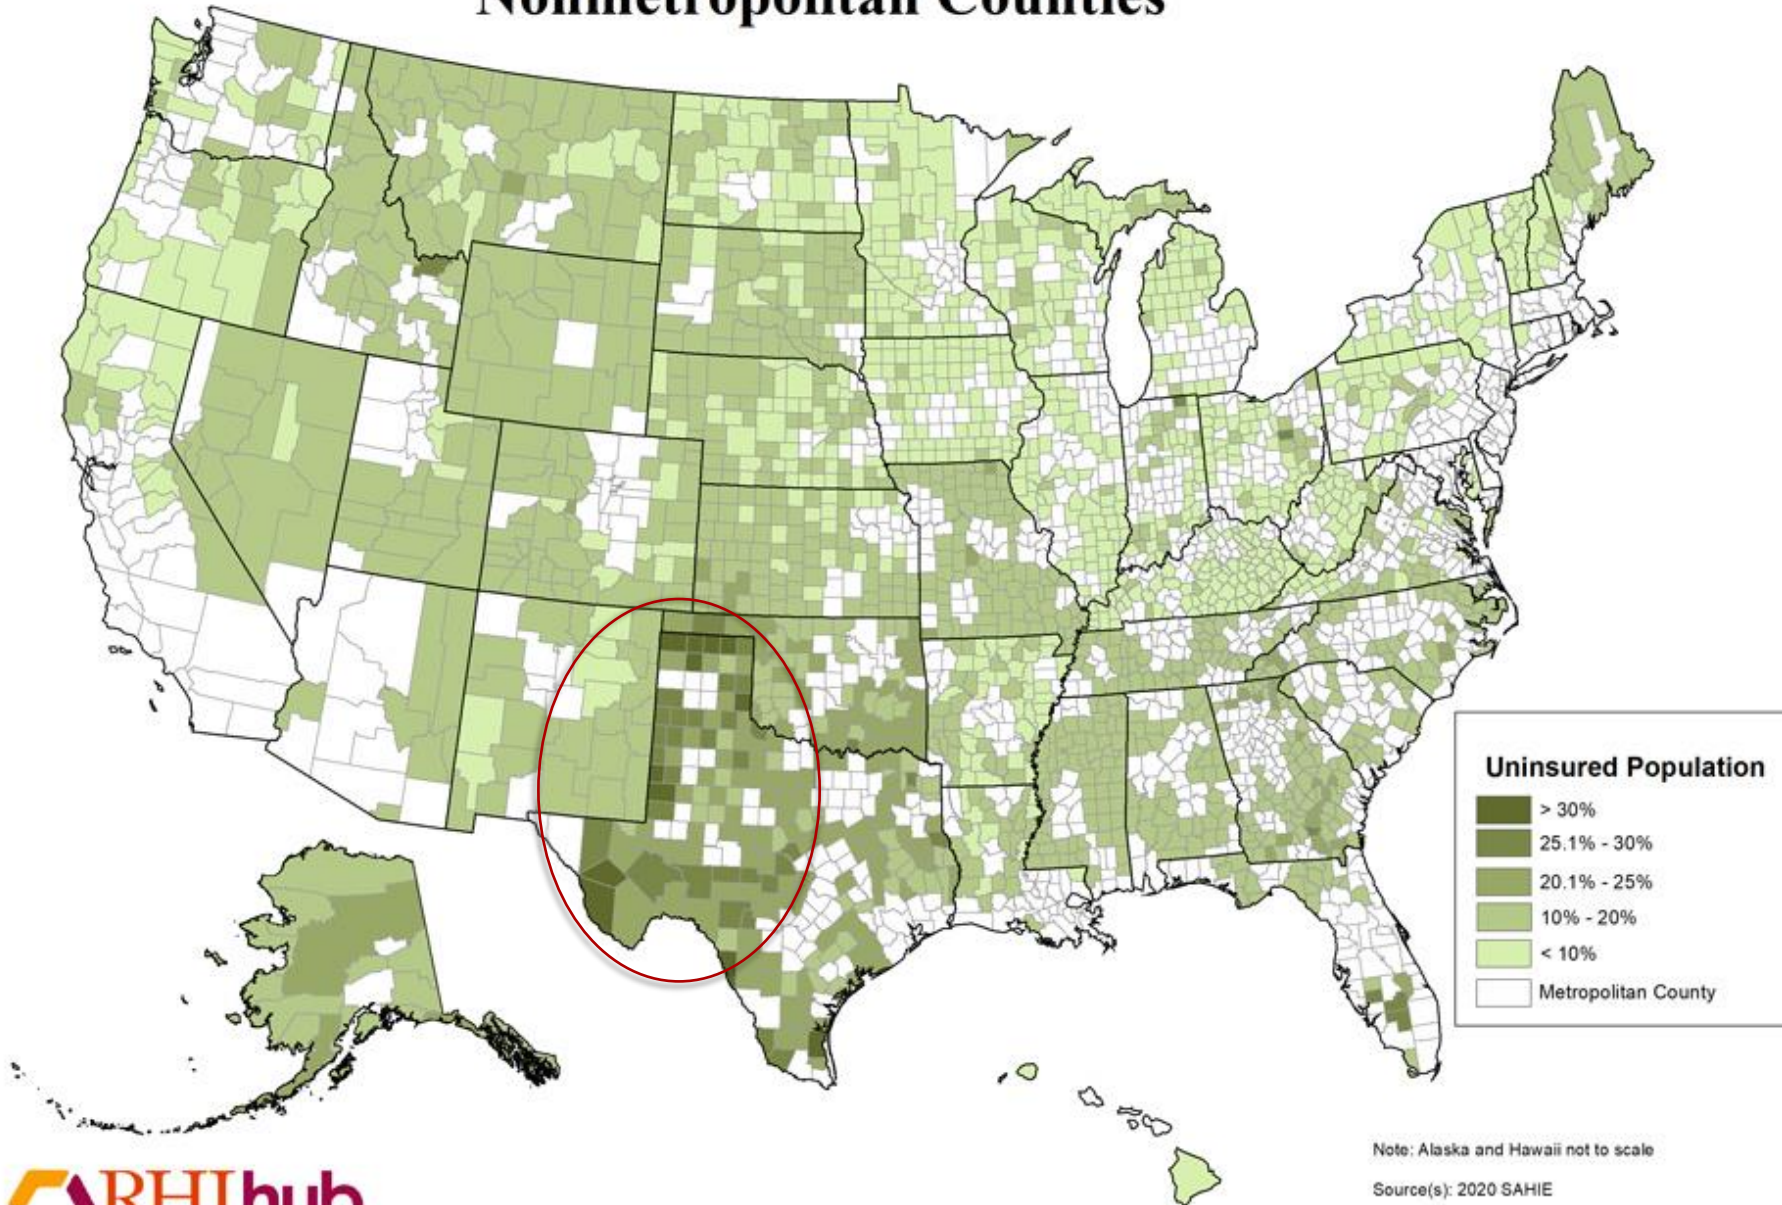 Nonmetropolitan Counties
Uninsured Population
> 30%
25.1% - 30%
20.1% - 25%
10% - 20%
< 10%
Metropolitan County
Note: Alaska and Hawaii not to scale
Source(s): 2020 SAHIE
RHIhub